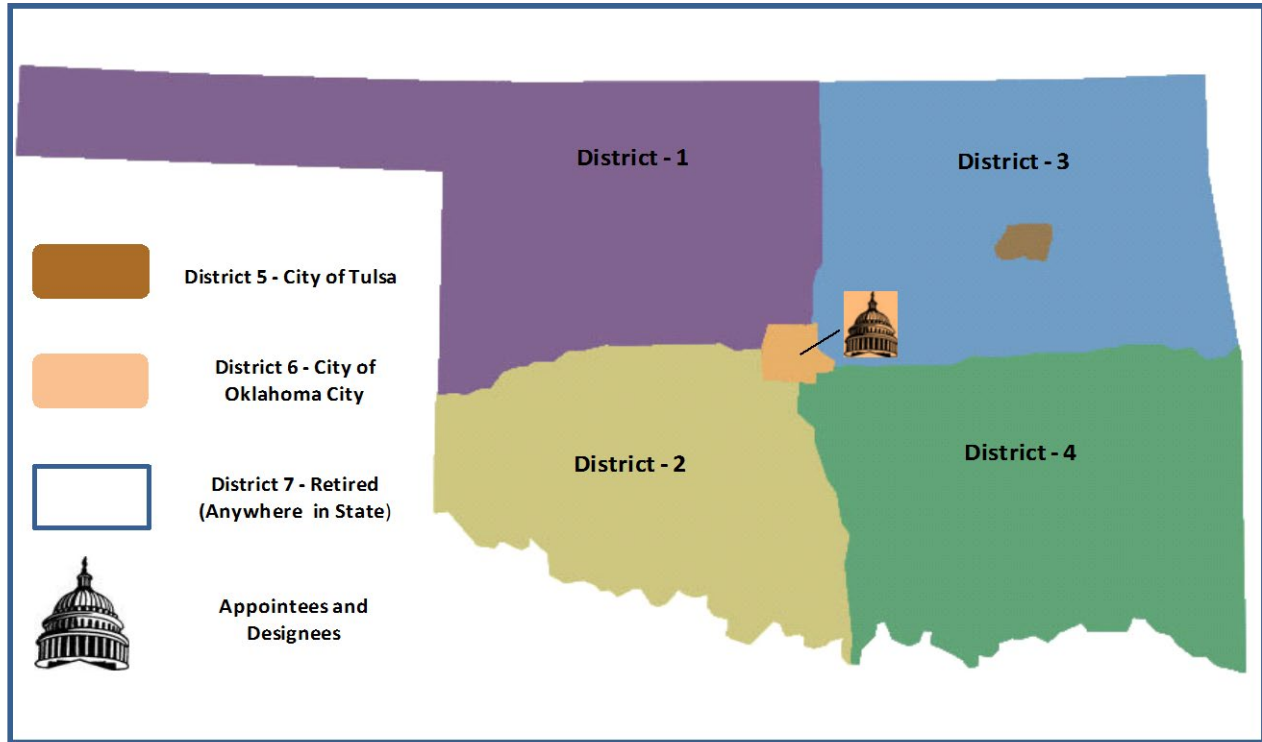 District - 1
District - 3
District 5 - City of Tulsa
District 6 - City of
Oklahoma City
District - 2
District - 4
District 7 - Retired
(Anywhere in State)
Appointees and
Designees